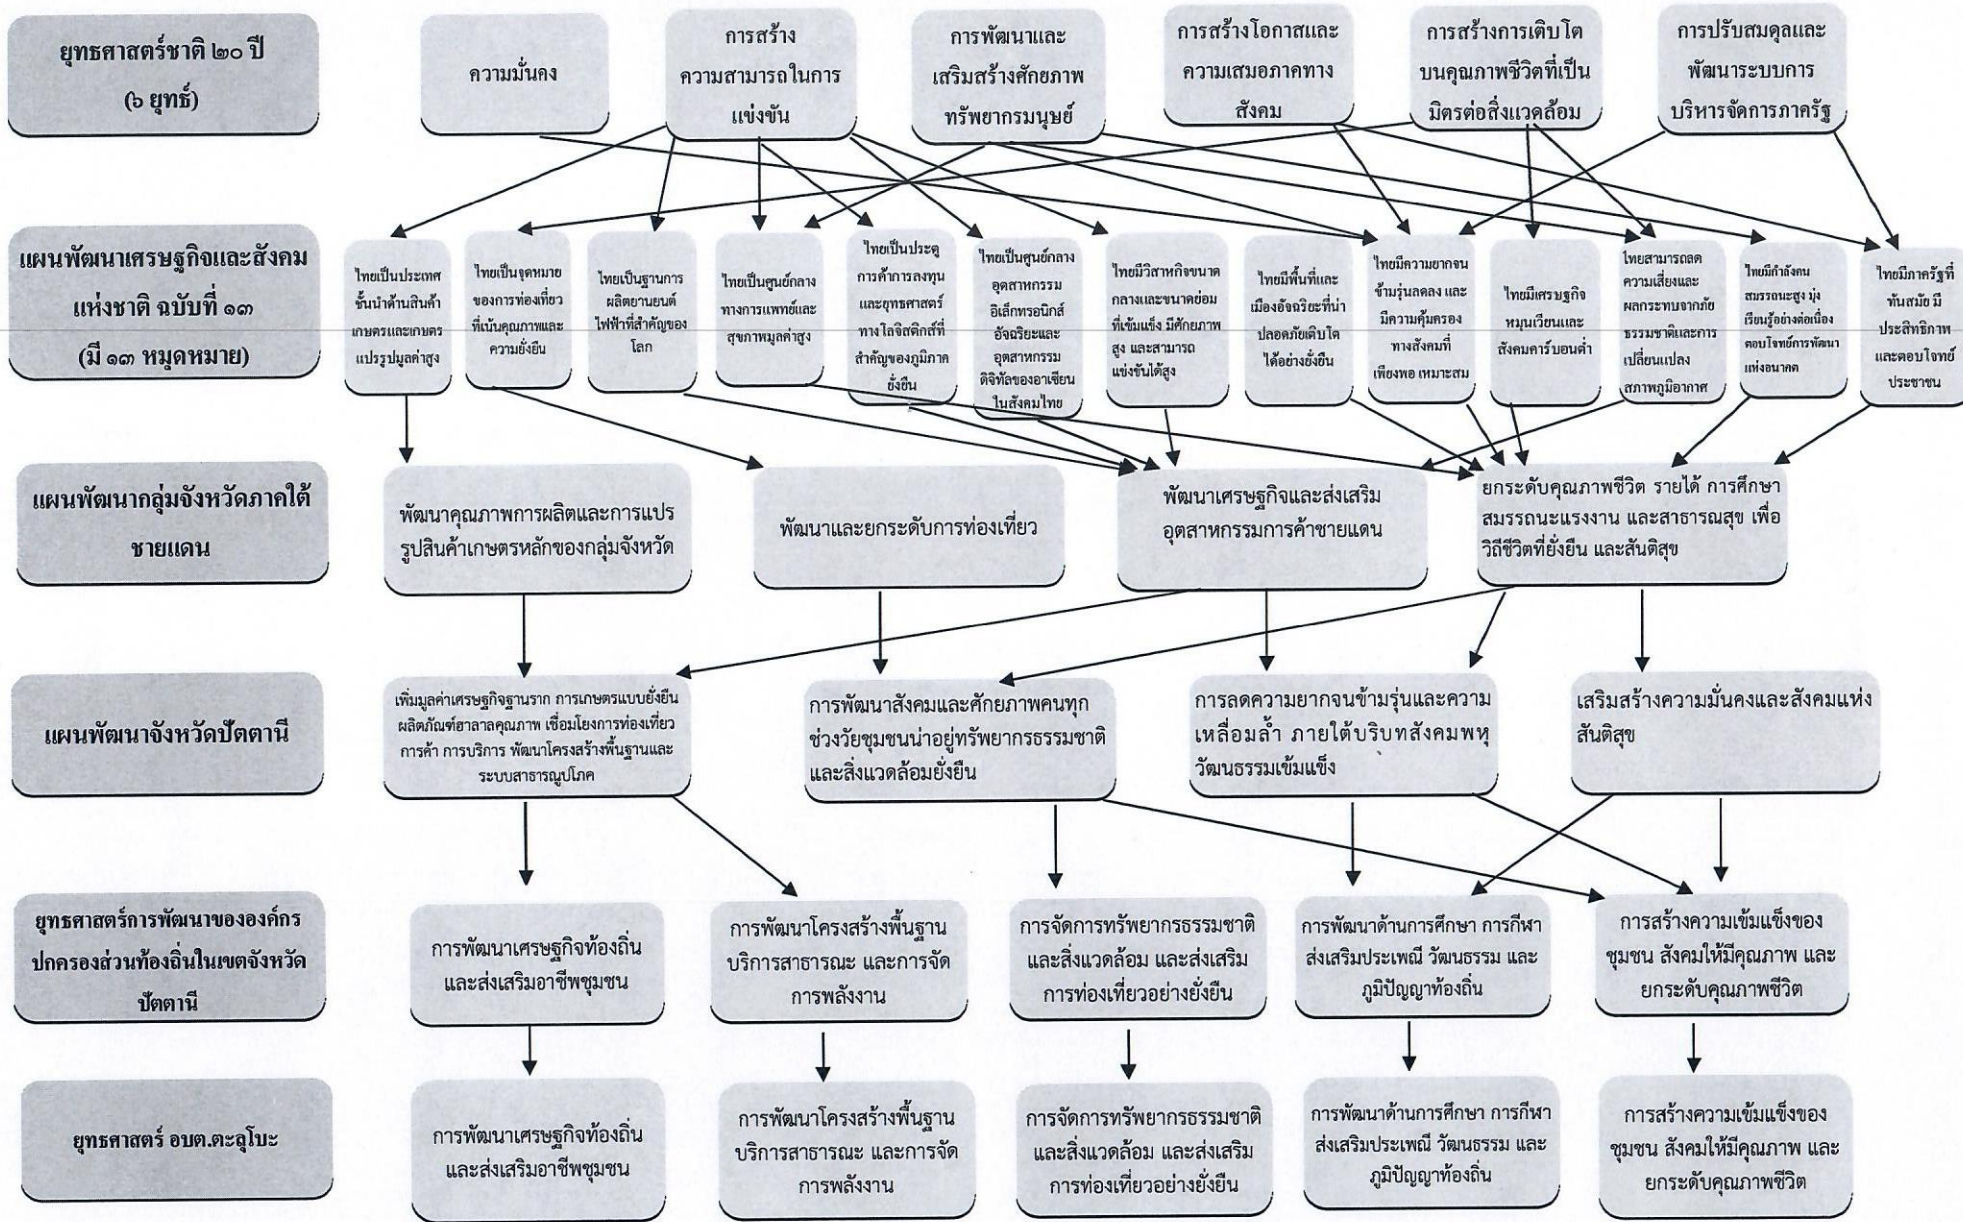 ยุทธศาสตร์ชาติ ๒๐ ปี
(๖ ยุทธ์)
ความมั่นคง
การสร้าง
ความสามารถในการ
แข่งขัน
การพัฒนาและ
เสริมสร้างศักยภาพ
ทรัพยากรมนุษย์
การสร้างโอกาสและ
ความเสมอภาคทาง
สังคม
การสร้างการเติบโต
บนคุณภาพชีวิตที่เป็น
มิตรต่อสิ่งแวดล้อม
การปรับสมดุลและ
พัฒนาระบบการ
บริหารจัดการภาครัฐ
แผนพัฒนาเศรษฐกิจและสังคม
แห่งชาติ ฉบับที่ ๑๓
(มี ๑๓ หมุดหมาย)
ไทยเป็นประเทศ
ชั้นนำด้านสินค้า
เกษตรและเกษตร
แปรรูปมูลค่าสูง
ไทยเป็นจุดหมาย
ของการท่องเที่ยว
ที่เน้นคุณภาพและ
ความยั่งยืน
ไทยเป็นฐานการ
ผลิตยานยนต์
ไฟฟ้าที่สำคัญของ
โลก
ไทยเป็นศูนย์กลาง
ทางการแพทย์และ
สุขภาพมูลค่าสูง
ไทยเป็นประตู
การค้าการลงทุน
และยุทธศาสตร์
ทางโลจิสติกส์ที่
สำคัญของภูมิภาค
ยั่งยืน
ไทยเป็นศูนย์กลาง
อุตสาหกรรม
อิเล็กทรอนิกส์
อัจฉริยะและ
อุตสาหกรรม
ดิจิทัลของอาเซียน
ในสังคมไทย
ไทยมีวิสาหกิจขนาด
กลางและขนาดย่อม
ที่เข้มแข็ง มีศักยภาพ
สูง และสามารถ
แข่งขันได้สูง
ไทยมีพื้นที่และ
เมืองอัจฉริยะที่น่า
ปลอดภัยเติบโต
ได้อย่างยั่งยืน
ไทยมีความยากจน
ข้ามรุ่นลดลง และ
มีความคุ้มครอง
ทางสังคมที่
เพียงพอ เหมาะสม
ไทยมีเศรษฐกิจ
หมุนเวียนและ
สังคมคาร์บอนต่ำ
ไทยสามารถลด
ความเสี่ยงและ
ผลกระทบจากภัย
ธรรมชาติและการ
เปลี่ยนแปลง
สภาพภูมิอากาศ
ไทยมีกำลังคน
สมรรถนะสูง มุ่ง
เรียนรู้อย่างต่อเนื่อง
ตอบโจทย์การพัฒนา
แห่งอนาคต
ไทยมีภาครัฐที่
ทันสมัย มี
ประสิทธิภาพ
และตอบโจทย์
ประชาชน
แผนพัฒนากลุ่มจังหวัดภาคใต้
ชายแดน
พัฒนาคุณภาพการผลิตและการแปร
รูปสินค้าเกษตรหลักของกลุ่มจังหวัด
พัฒนาและยกระดับการท่องเที่ยว
พัฒนาเศรษฐกิจและส่งเสริม
อุตสาหกรรมการค้าชายแดน
ยกระดับคุณภาพชีวิต รายได้ การศึกษา
สมรรถนะแรงงาน และสาธารณสุข เพื่อ
วิถีชีวิตที่ยั่งยืน และสันติสุข
แผนพัฒนาจังหวัดปัตตานี
เพิ่มมูลค่าเศรษฐกิจฐานราก การเกษตรแบบยั่งยืน
ผลิตภัณฑ์ฮาลาลคุณภาพ เชื่อมโยงการท่องเที่ยว
การค้า การบริการ พัฒนาโครงสร้างพื้นฐานและ
ระบบสาธารณูปโภค
การพัฒนาสังคมและศักยภาพคนทุก
ช่วงวัยชุมชนน่าอยู่ทรัพยากรธรรมชาติ
และสิ่งแวดล้อมยั่งยืน
การลดความยากจนข้ามรุ่นและความ
เหลื่อมล้ำ ภายใต้บริบทสังคมพหุ
วัฒนธรรมเข้มแข็ง
เสริมสร้างความมั่นคงและสังคมแห่ง
สันติสุข
ยุทธศาสตร์การพัฒนาขององค์กร
ปกครองส่วนท้องถิ่นในเขตจังหวัด
ปัตตานี
การพัฒนาเศรษฐกิจท้องถิ่น
และส่งเสริมอาชีพชุมชน
การพัฒนาโครงสร้างพื้นฐาน
บริการสาธารณะ และการจัด
การพลังงาน
การจัดการทรัพยากรธรรมชาติ
และสิ่งแวดล้อม และส่งเสริม
การท่องเที่ยวอย่างยั่งยืน
การพัฒนาด้านการศึกษา การกีฬา
ส่งเสริมประเพณี วัฒนธรรม และ
ภูมิปัญญาท้องถิ่น
การสร้างความเข้มแข็งของ
ชุมชน สังคมให้มีคุณภาพ และ
ยกระดับคุณภาพชีวิต
ยุทธศาสตร์ อบต.ตะลุโบะ
การพัฒนาเศรษฐกิจท้องถิ่น
และส่งเสริมอาชีพชุมชน
การพัฒนาโครงสร้างพื้นฐาน
บริการสาธารณะ และการจัด
การพลังงาน
การจัดการทรัพยากรธรรมชาติ
และสิ่งแวดล้อม และส่งเสริม
การท่องเที่ยวอย่างยั่งยืน
การพัฒนาด้านการศึกษา การกีฬา
ส่งเสริมประเพณี วัฒนธรรม และ
ภูมิปัญญาท้องถิ่น
การสร้างความเข้มแข็งของ
ชุมชน สังคมให้มีคุณภาพ และ
ยกระดับคุณภาพชีวิต